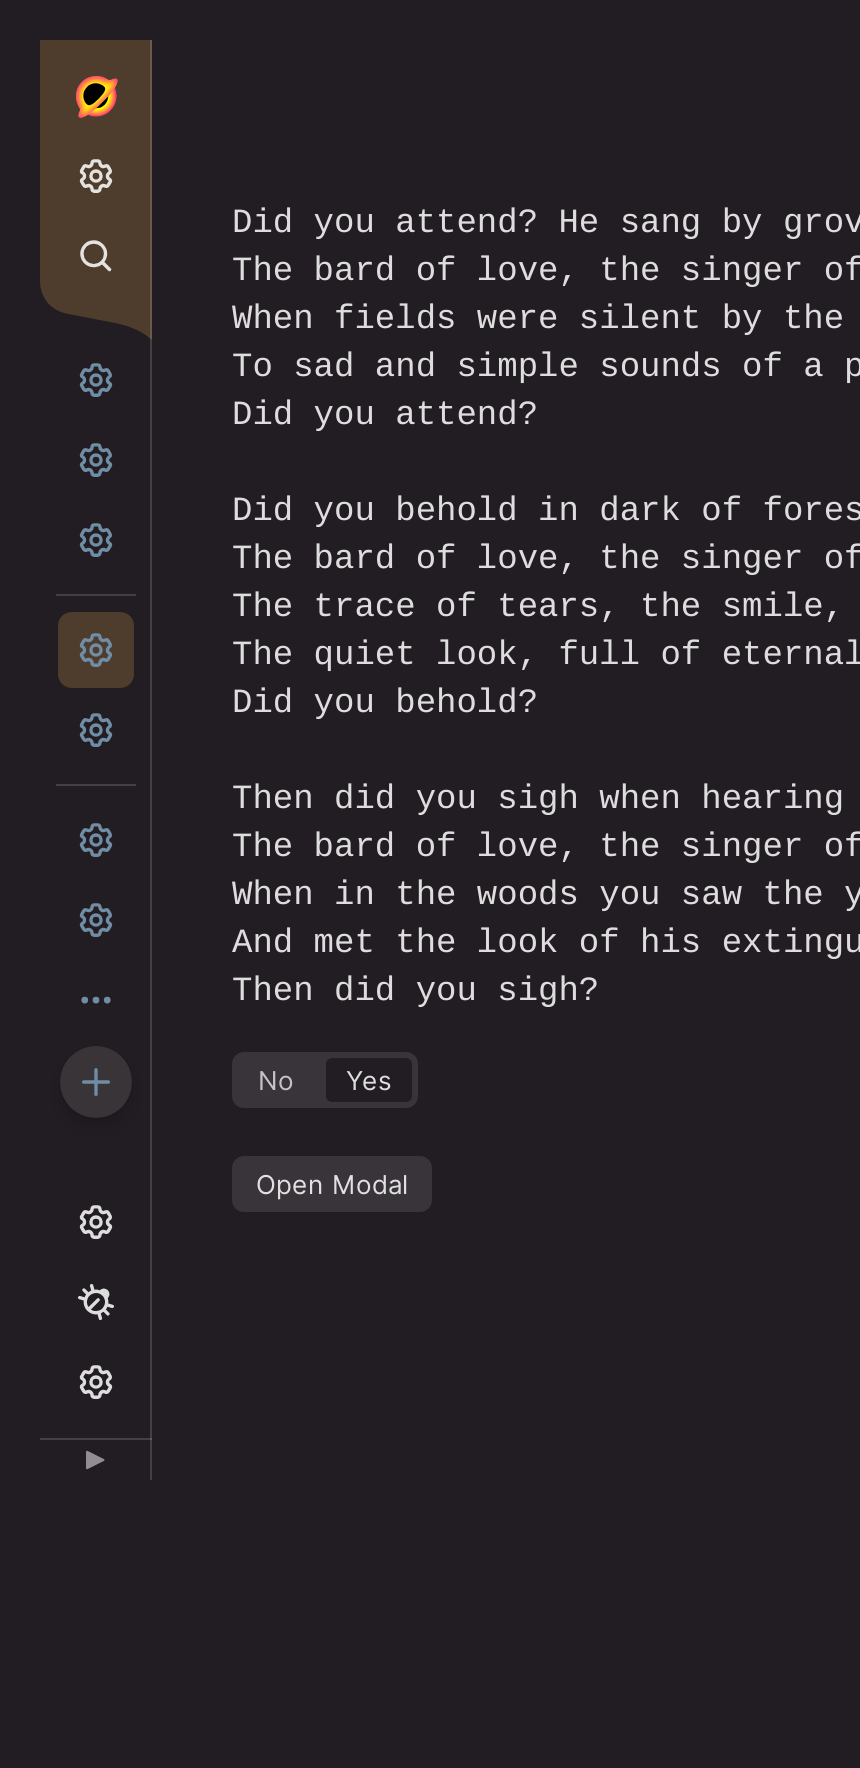 Did you attend? He sang by grov
The bard of love, the singer of
When fields were silent by the
To sad and simple sounds of a p
Did you attend?
Did you behold in dark of fores
The bard of love, the singer of
The trace of tears, the smile,
The quiet look, full of eternal
Did you behold?
Then did you sigh when hearing
The bard of love, the singer of
When in the woods you saw the y
And met the look of his extingu
Then did you sigh?
No Yes
Open Modal